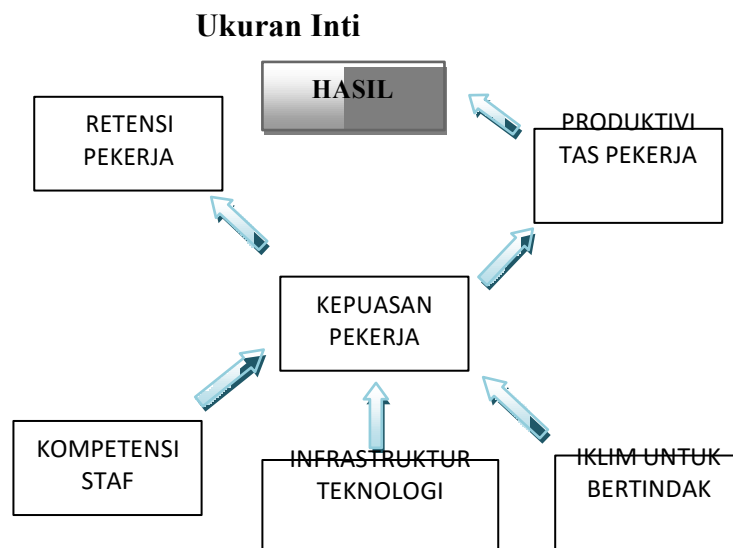 Ukuran Inti
HASIL
RETENSI
PEKERJA
PRODUKTIVI
TAS PEKERJA
KEPUASAN
PEKERJA
KOMPETENSI
STAF
INFRASTRUKTUR
TEKNOLOGI
IKLIM UNTUK
BERTINDAK